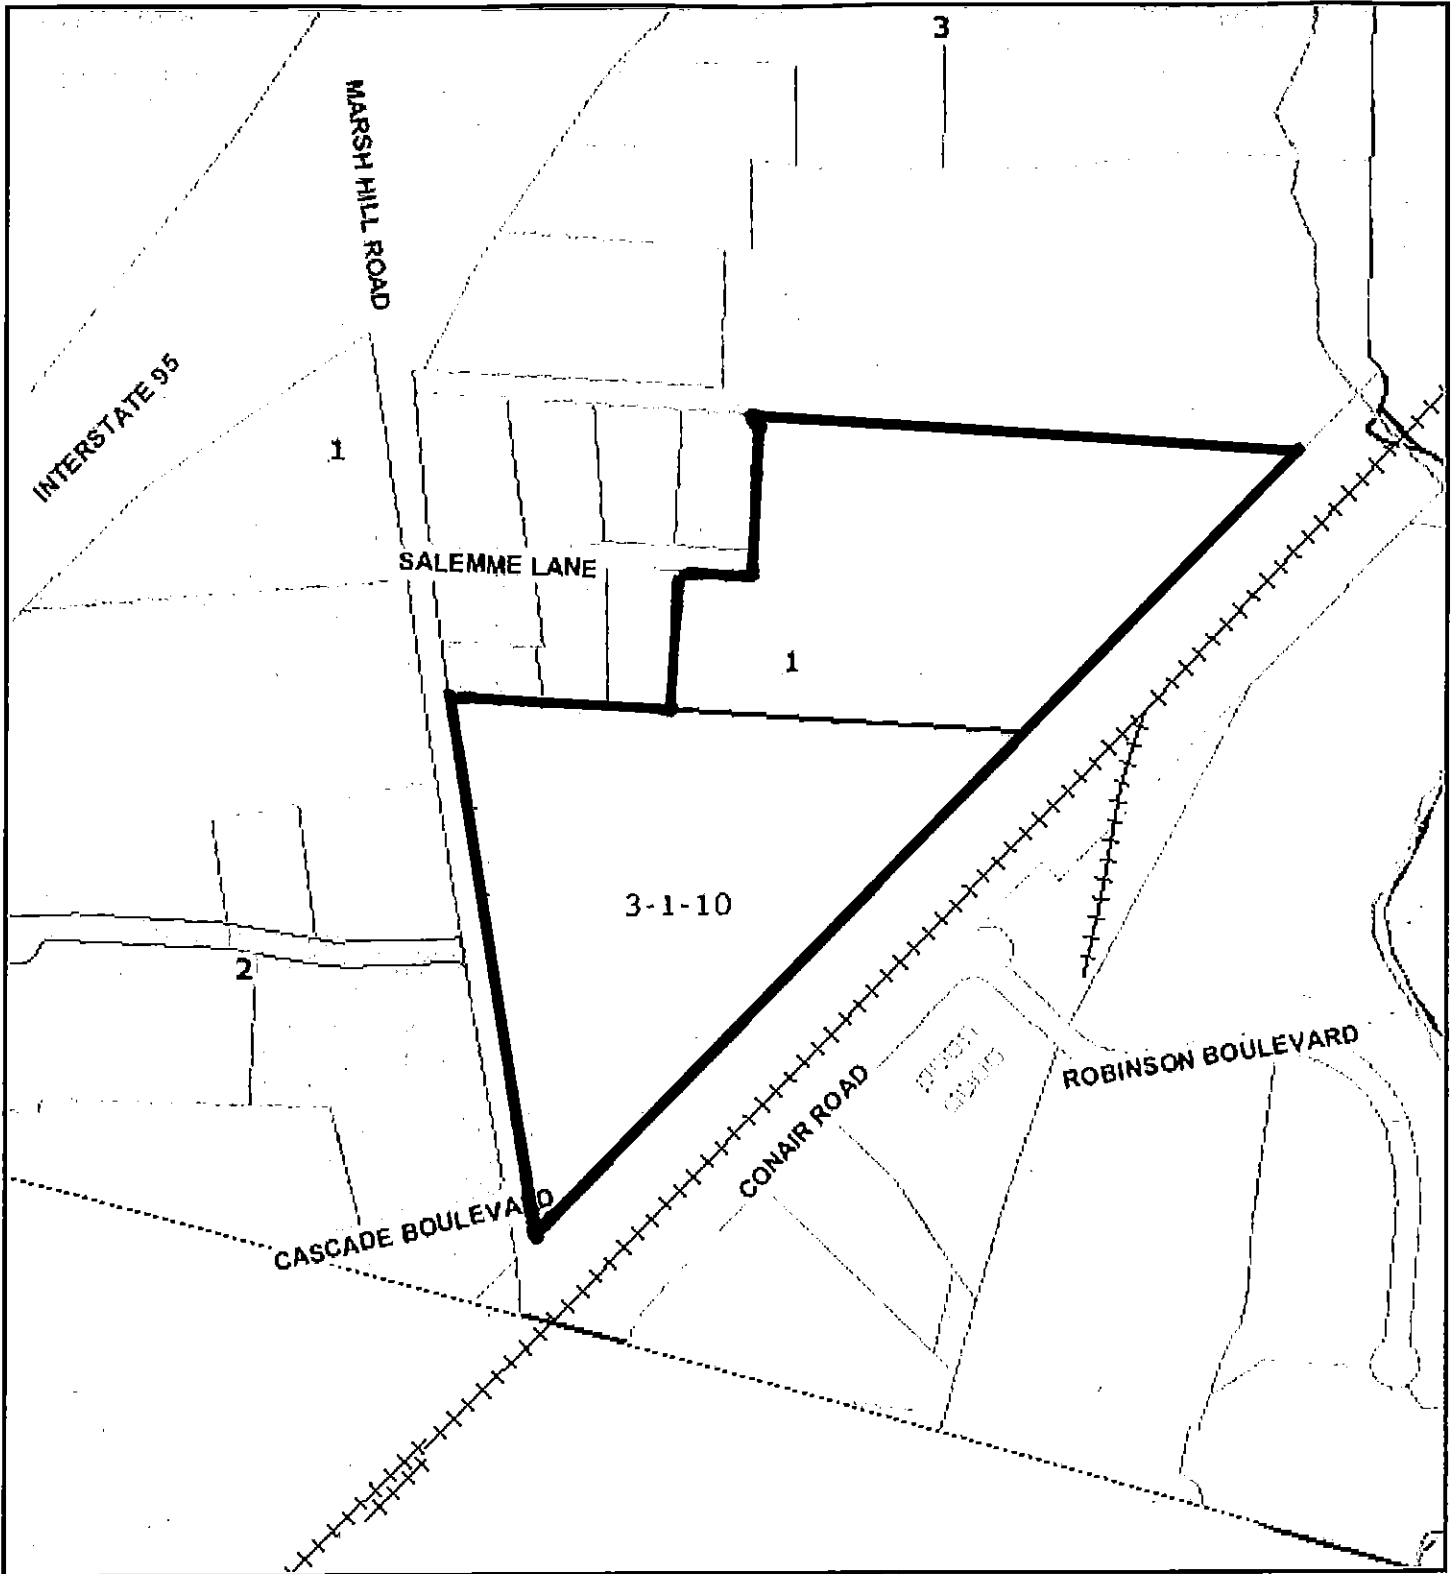 3
MARSH HILL ROAD
INTERSTATE 95
1
SALEMME LANE
1
3-1-10
2
ROBINSON BOULEVARD
CONAIR ROAD
CASCADE BOULEVARD